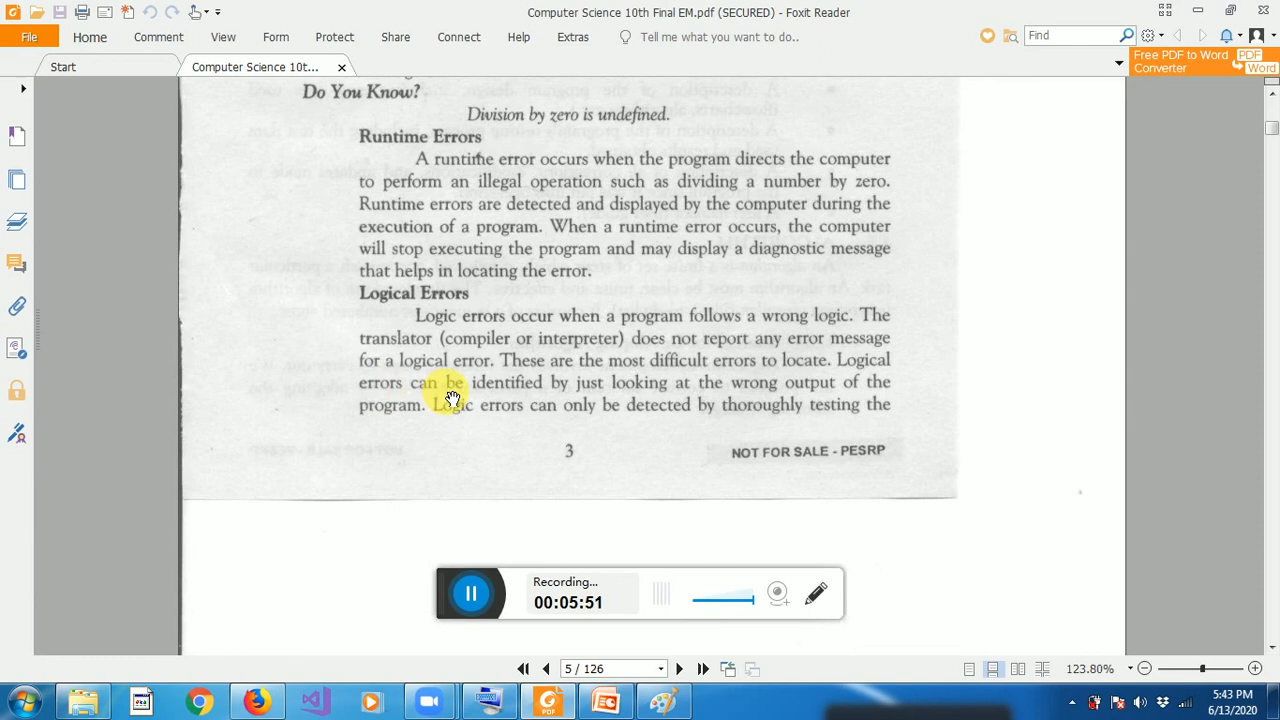 Computer Science 10th Final EM.pdf (SECURED) - Foxit Reader
File Home Comment View Form Protect Share Connect Help Extras Tell me what you want to do.. Find
Free PDF to Word Converter PDF Word
Start Computer Science 10t...
Do You Know?
Division by zero is undefined.
Runtime Errors
A runtime error occurs when the program directs the computer
to perform an illegal operation such as dividing a number by zero.
Runtime errors are detected and displayed by the computer during the
execution of a program. When a runtime error occurs, the computer
will stop executing the program and may display a diagnostic message
that helps in locating the error.
Logical Errors
Logic errors occur when a program follows a wrong logic. The
translator (compiler or interpreter) does not report any error message
for a logical error. These are the most difficult errors to locate. Logical
errors can be identified by just looking at the wrong output of the
program. Logic errors can only be detected by thoroughly testing the
3 NOT FOR SALE - PESRP
Recording...
00:05:51
5 / 126 123.80%
5:43 PM
6/13/2020